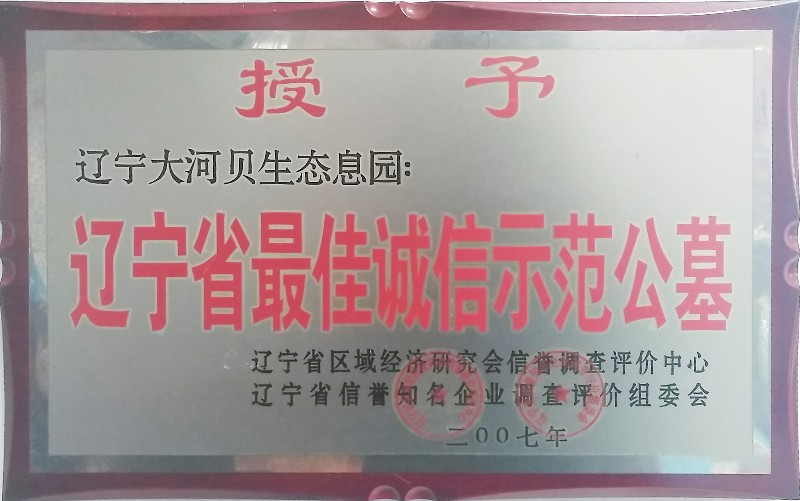 授予
辽宁大河贝生态息园:
辽宁省最佳诚信示范公墓
辽宁省区域经济研究会信誉调查评价中心
辽宁省信誉知名企业调查评价组委会
二00七年